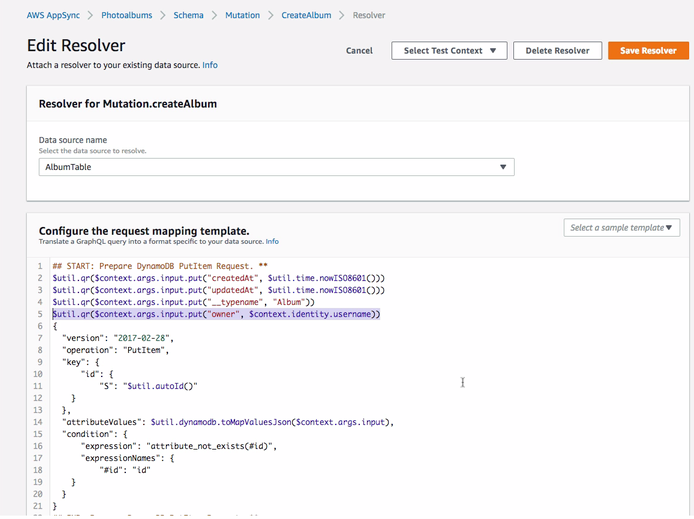 AWS AppSync > Photoalbums > Schema > Mutation > CreateAlbum > Resolver
Edit Resolver
Cancel
Select Test Context
Delete Resolver
Save Resolver
Attach a resolver to your existing data source. Info
Resolver for Mutation.createAlbum
Data source name
Select the data source to resolve.
AlbumTable
Configure the request mapping template.
Select a sample template
Translate a GraphQL query into a format specific to your data source. Info
1 ## START: Prepare DynamoDB PutItem Request. **
2 $util.qr($context.args.input.put("createdAt", $util.time.nowISO8601()))
3 $util.qr($context.args.input.put("updatedAt", $util.time.nowISO8601()))
4 $util.qr($context.args.input.put("__typename", "Album"))
5 $util.qr($context.args.input.put("owner", $context.identity.username))
6 {
7 "version": "2017-02-28",
8 "operation": "PutItem",
9 "key": {
10 "id": {
11 "S": "$util.autoId()"
12 }
13 },
14 "attributeValues": $util.dynamodb.toMapValuesJson($context.args.input),
15 "condition": {
16 "expression": "attribute_not_exists(#id)",
17 "expressionNames": {
18 "#id": "id"
19 }
20 }
21 }